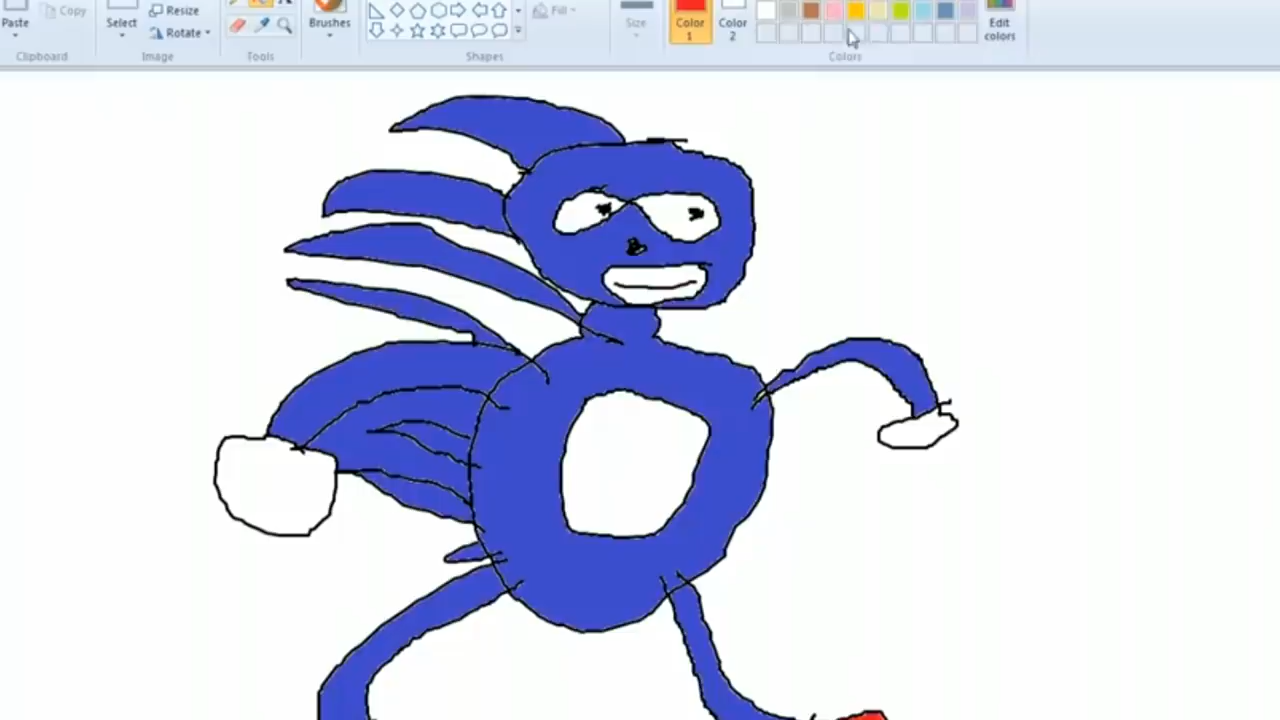 Paste
Copy
Clipboard
Select
Resize
Rotate
Image
Tools
Brushes
Shapes
Fill
Size
Color 1
Color 2
Edit colors
Colors